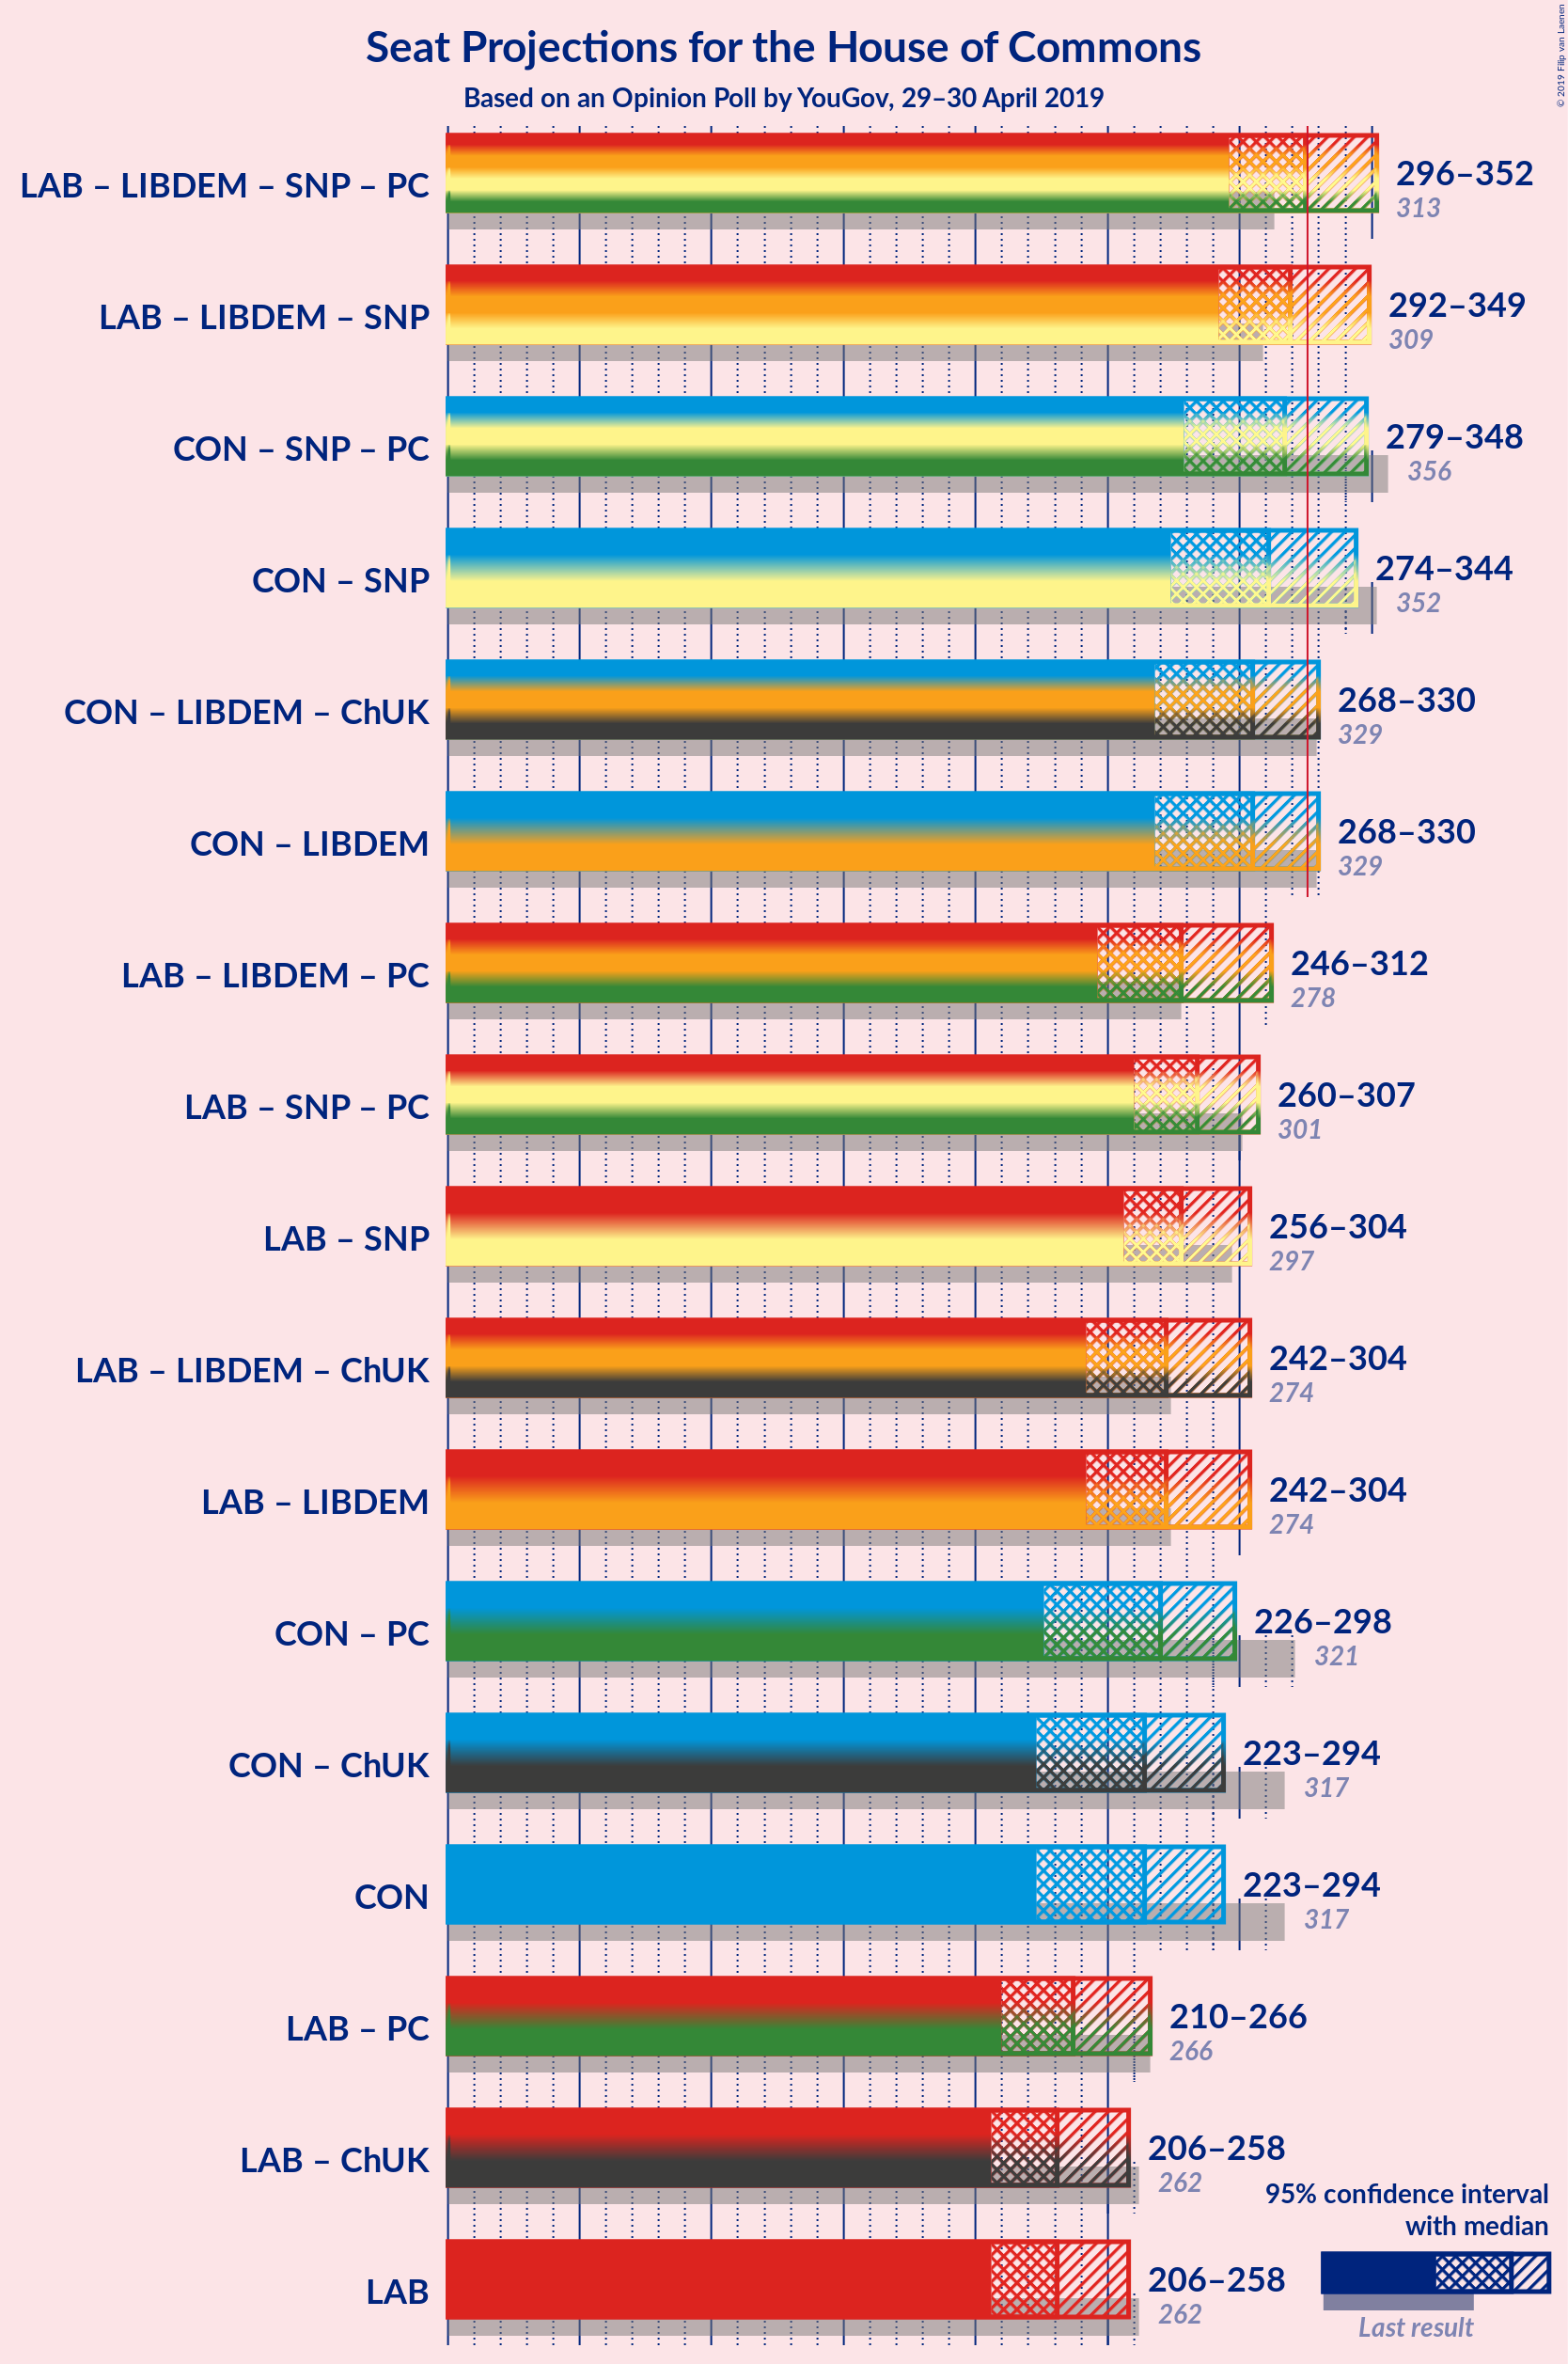 © 2019 Filip van Laenen
Seat Projections for the House of Commons
Based on an Opinion Poll by YouGov, 29–30 April 2019
LAB – LIBDEM – SNP – PC
296–352
313
LAB – LIBDEM – SNP
292–349
309
CON – SNP – PC
279–348
356
CON – SNP
274–344
352
CON – LIBDEM – ChUK
268–330
329
CON – LIBDEM
268–330
329
LAB – LIBDEM – PC
246–312
278
LAB – SNP – PC
260–307
301
LAB – SNP
256–304
297
LAB – LIBDEM – ChUK
242–304
274
LAB – LIBDEM
242–304
274
CON – PC
226–298
321
CON – ChUK
223–294
317
CON
223–294
317
LAB – PC
210–266
266
LAB – ChUK
206–258
262
LAB
206–258
262
95% confidence interval
with median
Last result